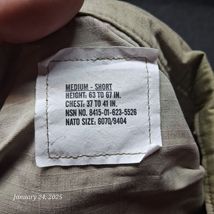 MEDIUM - SHORT
HEIGHT: 63 TO 67 IN.
CHEST: 37 TO 41 IN.
NSN NO. 8415-01-623-5526
NATO SIZE: 6070/9404
January 24, 2025